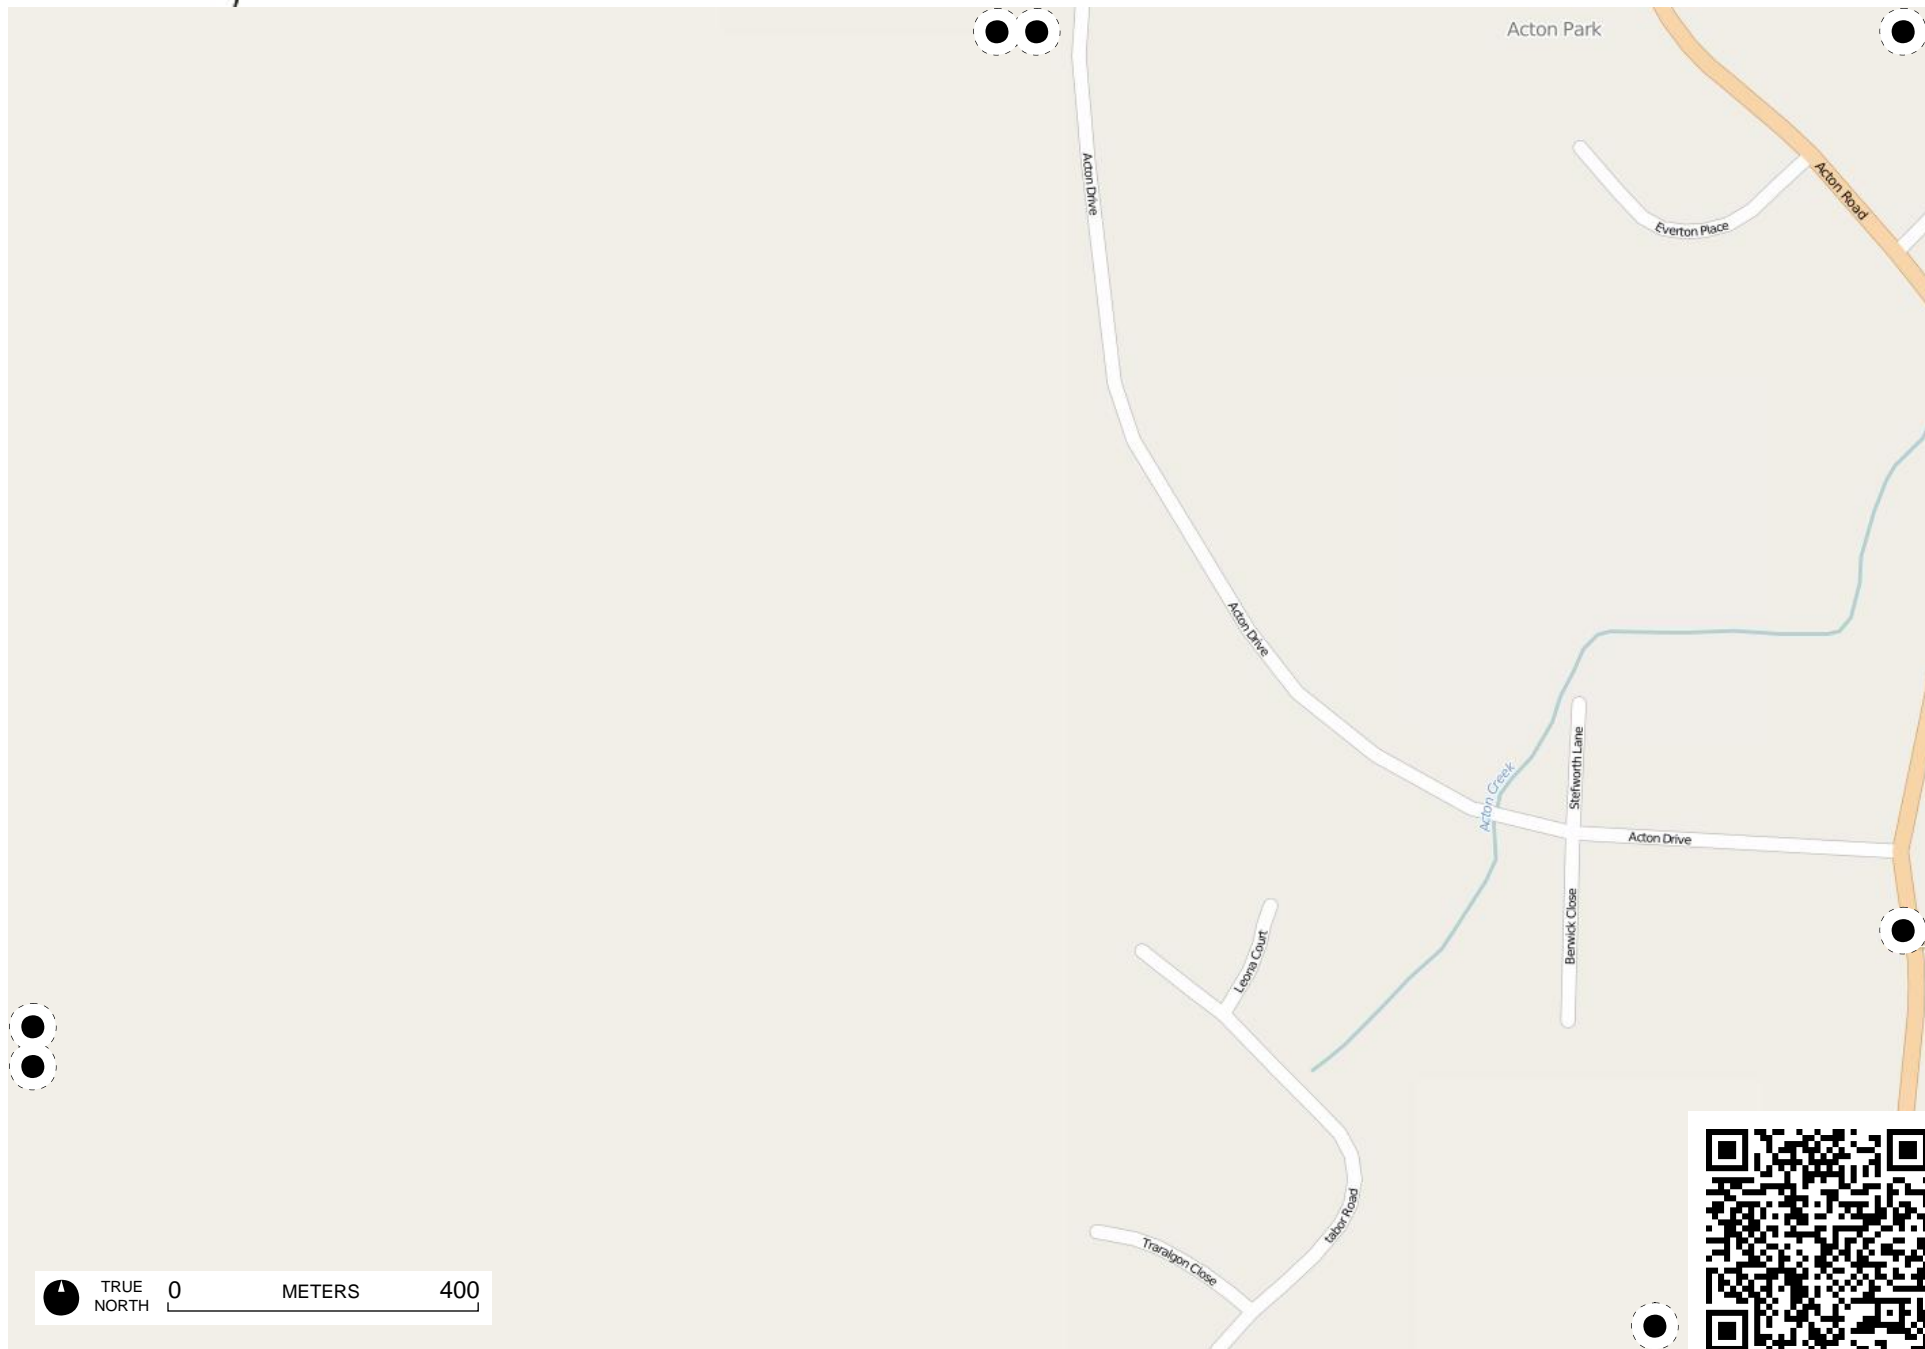 Acton Park
Acton Drive
Acton Road
Everton Place
Acton Drive
Stefworth Lane
Acton Creek
Acton Drive
Berwick Close
Leona Court
tabor Road
Traralgon Close
TRUE NORTH
0 METERS 400